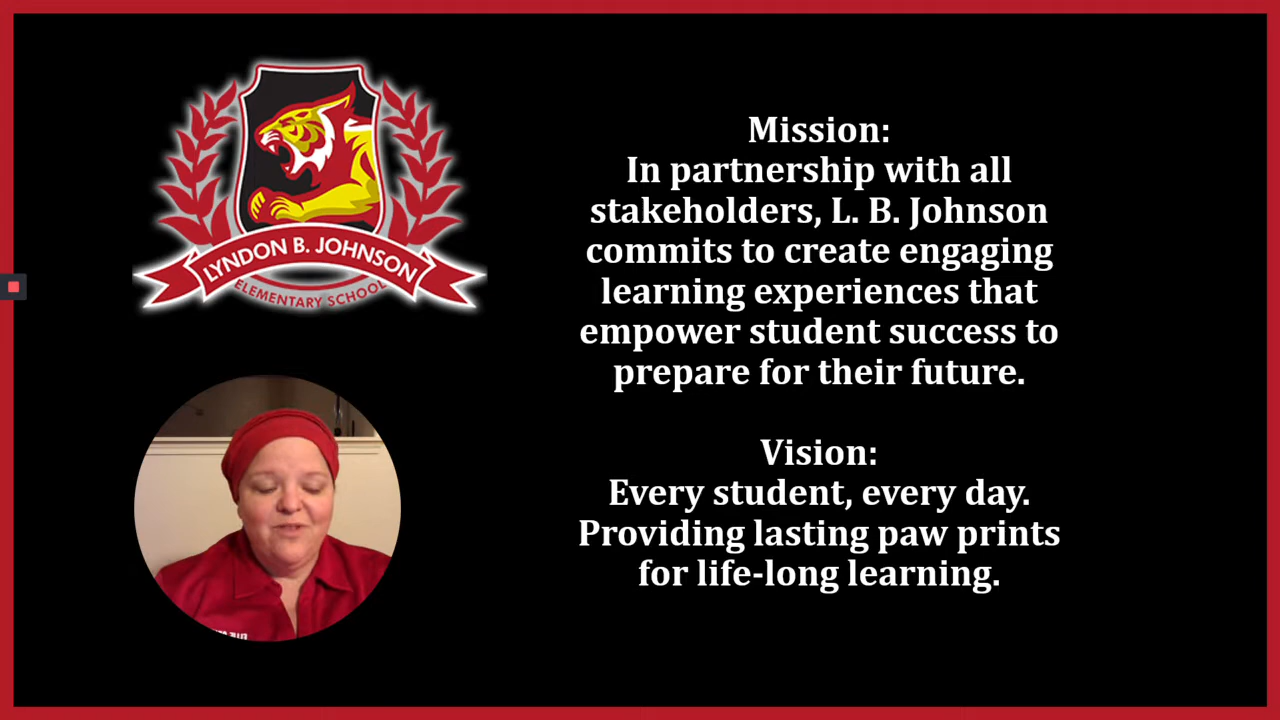 LYNDON B. JOHNSON
ELEMENTARY SCHOOL
Mission:
In partnership with all
stakeholders, L. B. Johnson
commits to create engaging
learning experiences that
empower student success to
prepare for their future.
Vision:
Every student, every day.
Providing lasting paw prints
for life-long learning.